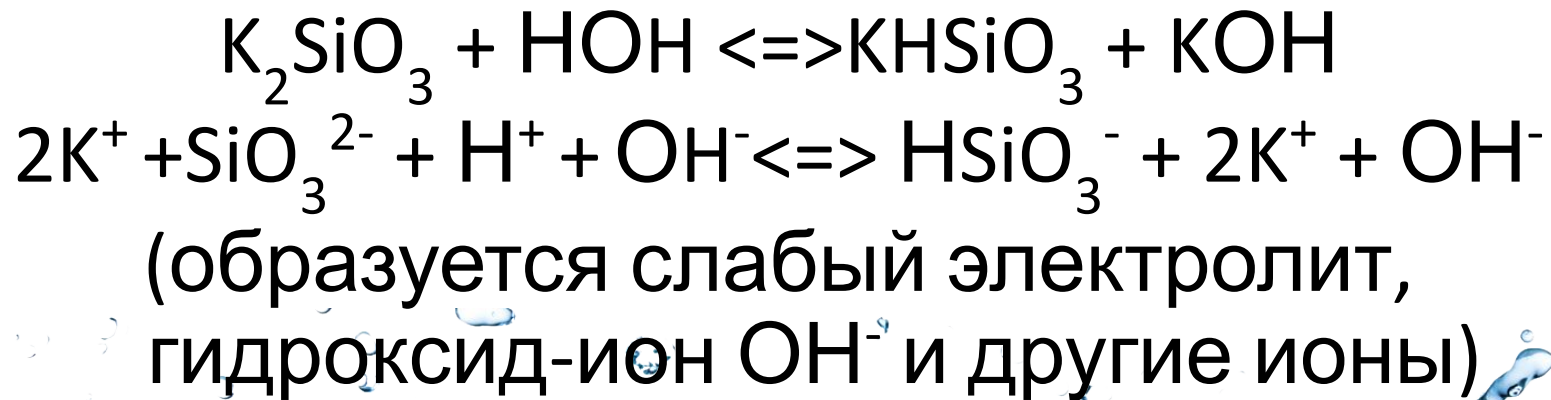 K₂SiO₃ + HOH <=>KHSiO₃ + KOH
2K⁺ +SiO₃²⁻ + H⁺ + OH⁻<=> HSiO₃⁻ + 2K⁺ + OH⁻
(образуется слабый электролит,
гидроксид-ион OH⁻ и другие ионы)